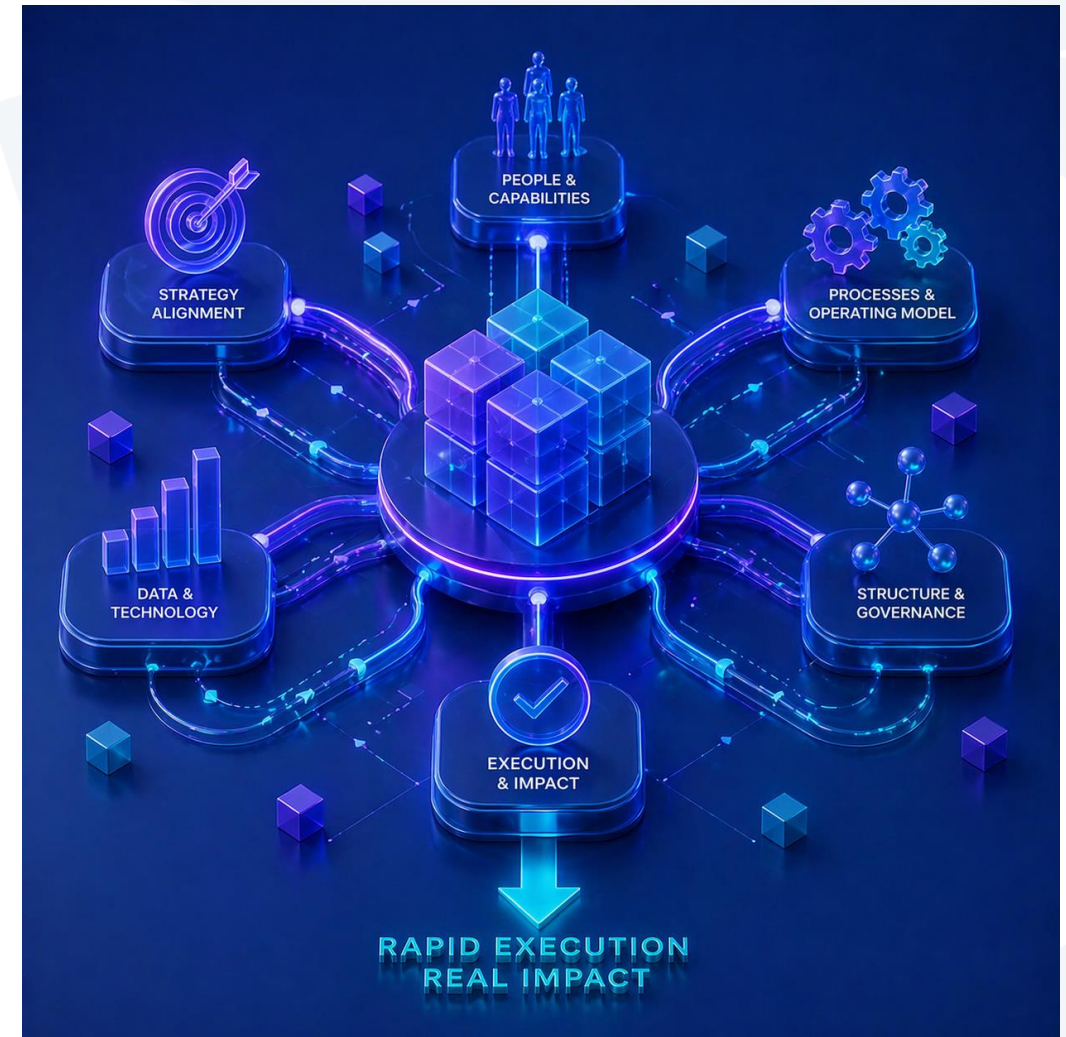 PEOPLE &
CAPABILITIES
STRATEGY
ALIGNMENT
PROCESSES &
OPERATING MODEL
DATA &
TECHNOLOGY
STRUCTURE &
GOVERNANCE
EXECUTION
& IMPACT
RAPID EXECUTION
REAL IMPACT